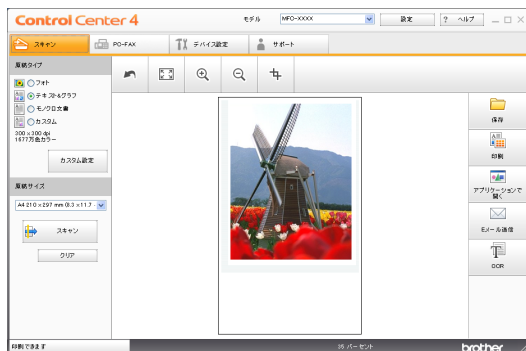 Control Center 4
モデル MFC-XXXX 設定 ? ヘルプ
スキャン PC-FAX デバイス設定 サポート
原稿タイプ
フォト
テキスト&グラフ
モノクロ文書
カスタム
300 x 300 dpi
1677万色カラー
カスタム設定
原稿サイズ
A4 210 x 297 mm (8.3 x 11.7
スキャン
クリア
保存
印刷
アプリケーションで
開く
Eメール送信
OCR
印刷できます 35 パーセント brother